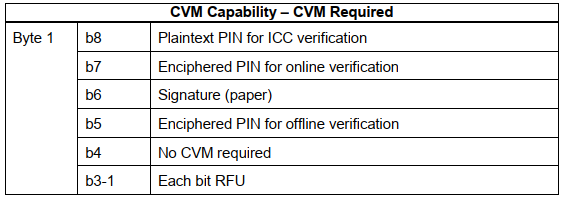 CVM Capability – CVM Required
Byte 1 b8 Plaintext PIN for ICC verification
b7 Enciphered PIN for online verification
b6 Signature (paper)
b5 Enciphered PIN for offline verification
b4 No CVM required
b3-1 Each bit RFU